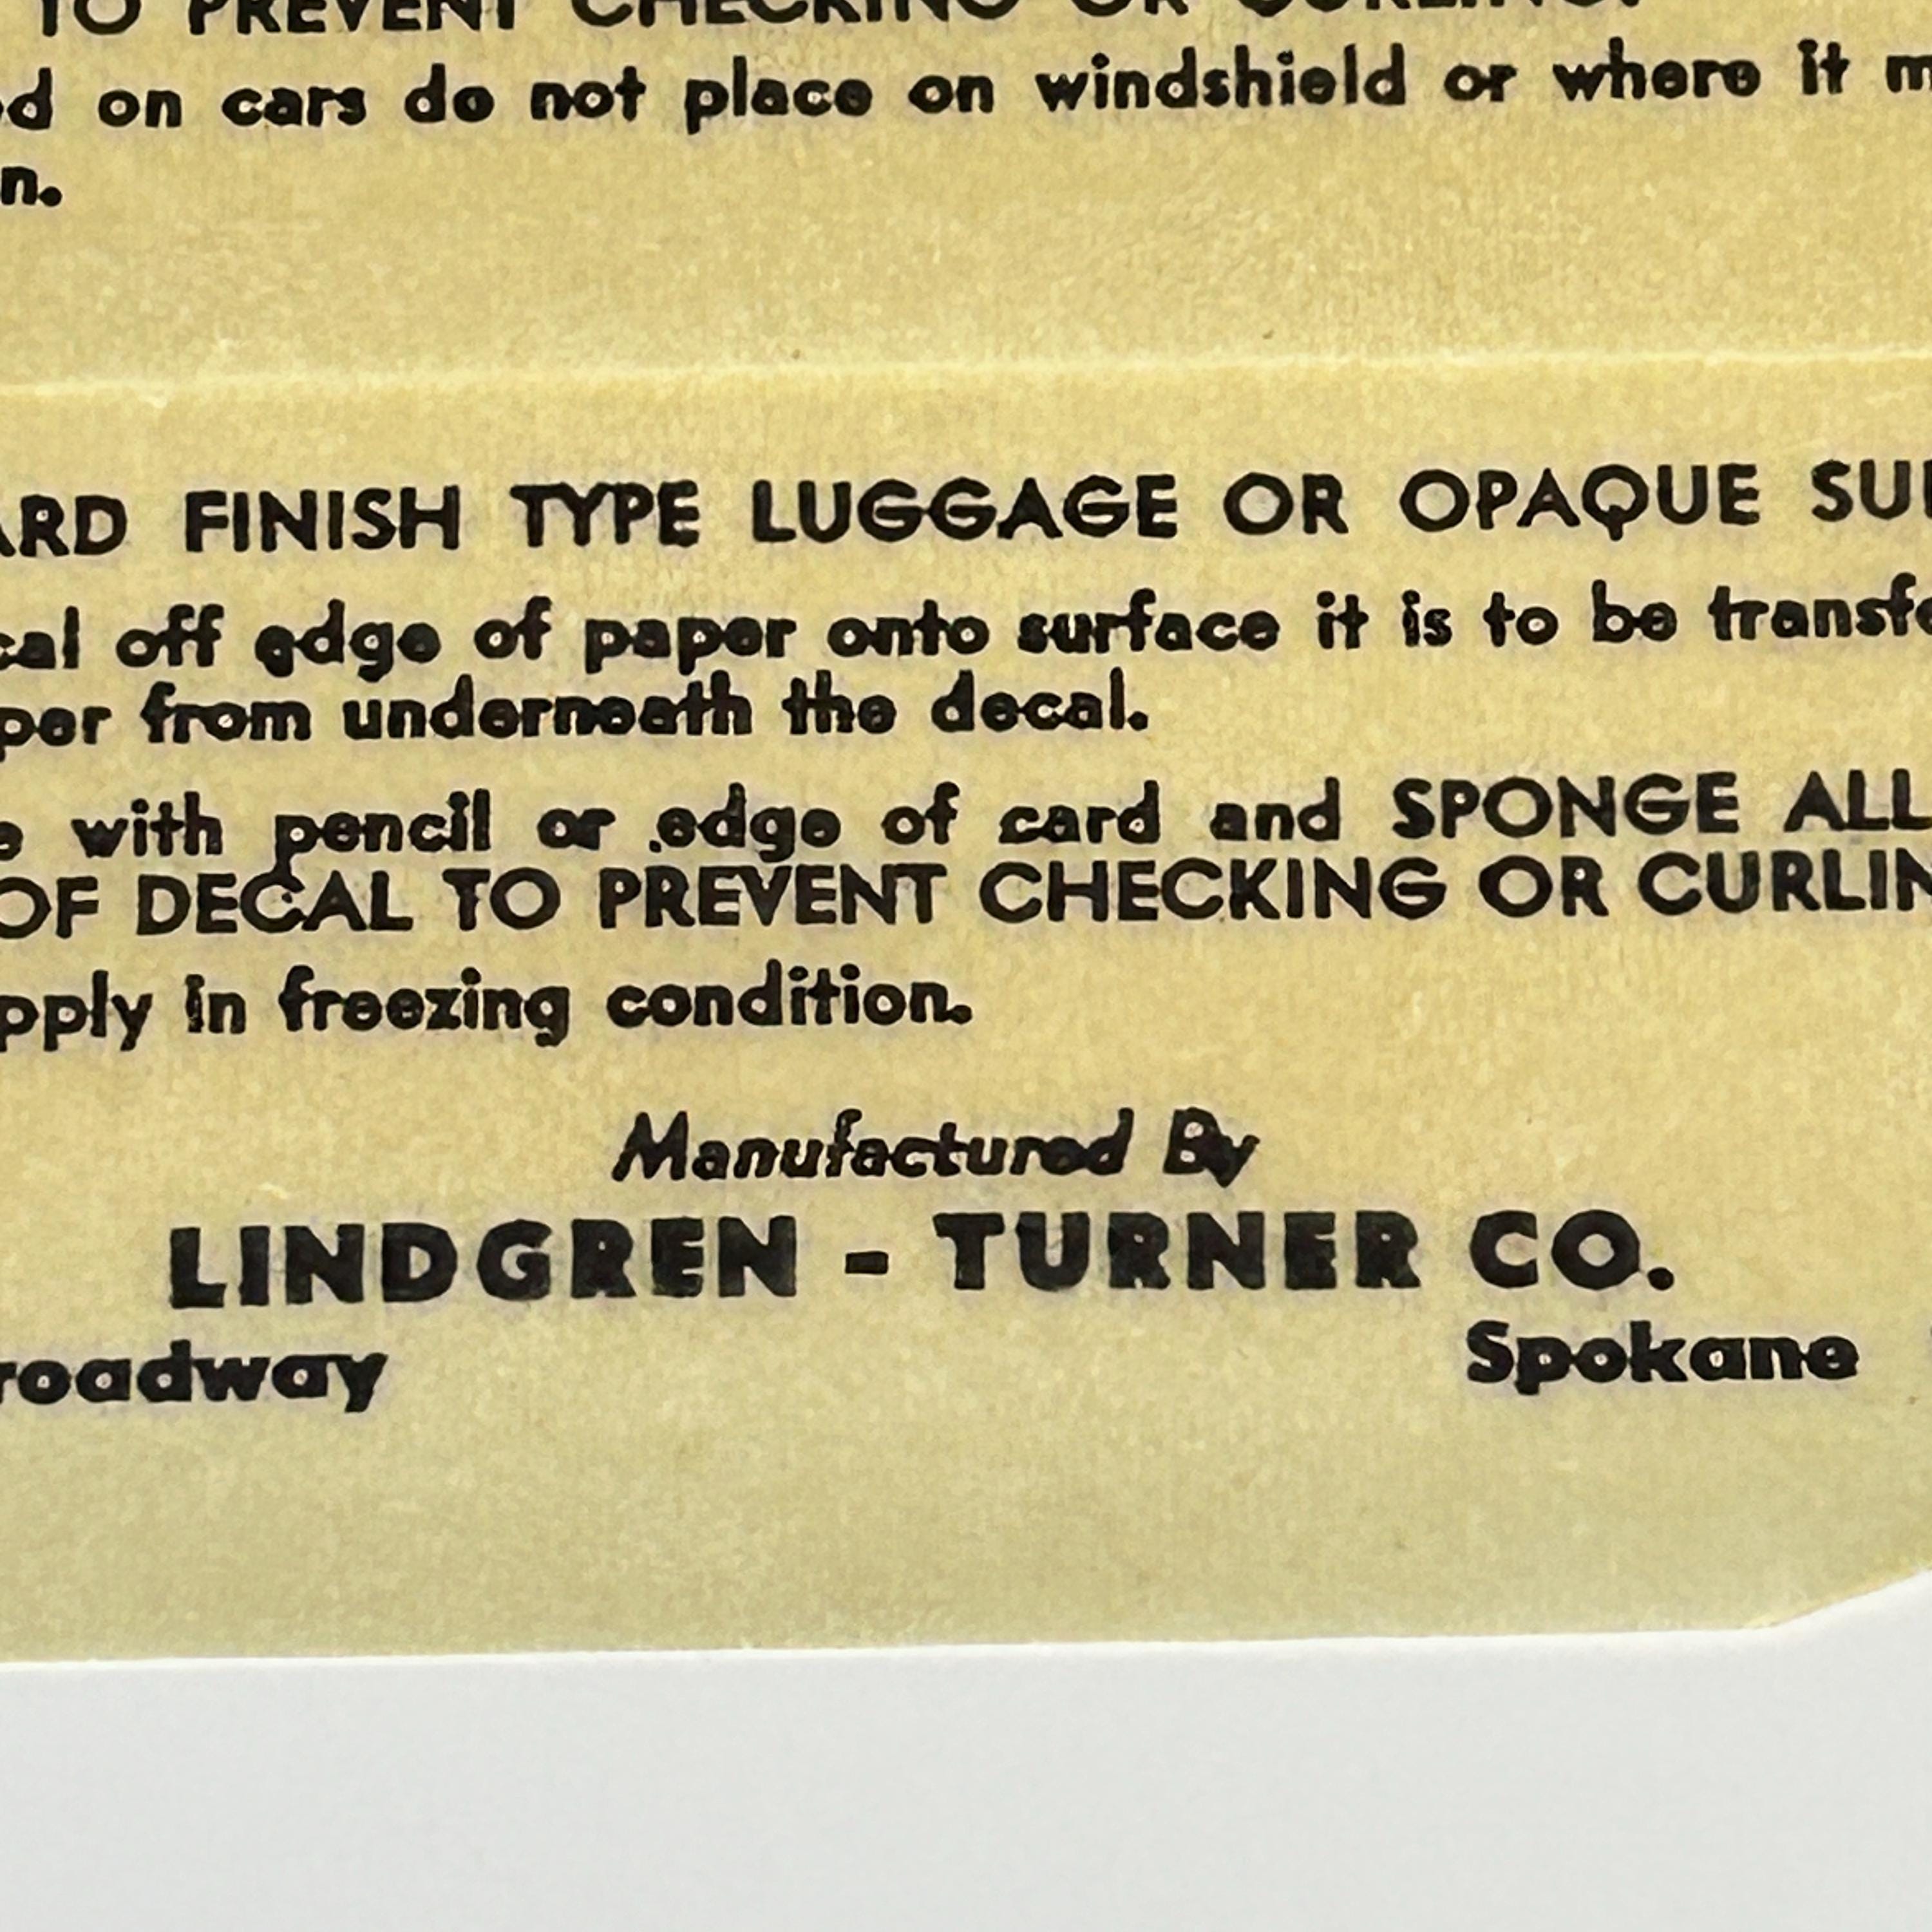 TO PREVENT CHECKING OR CURLING.
ed on cars do not place on windshield or where it m
n.
ARD FINISH TYPE LUGGAGE OR OPAQUE SU
cal off edge of paper onto surface it is to be transfe
per from underneath the decal.
e with pencil or edge of card and SPONGE ALL
OF DECAL TO PREVENT CHECKING OR CURLIN
pply in freezing condition.
Manufactured By
LINDGREN - TURNER CO.
roadway Spokane